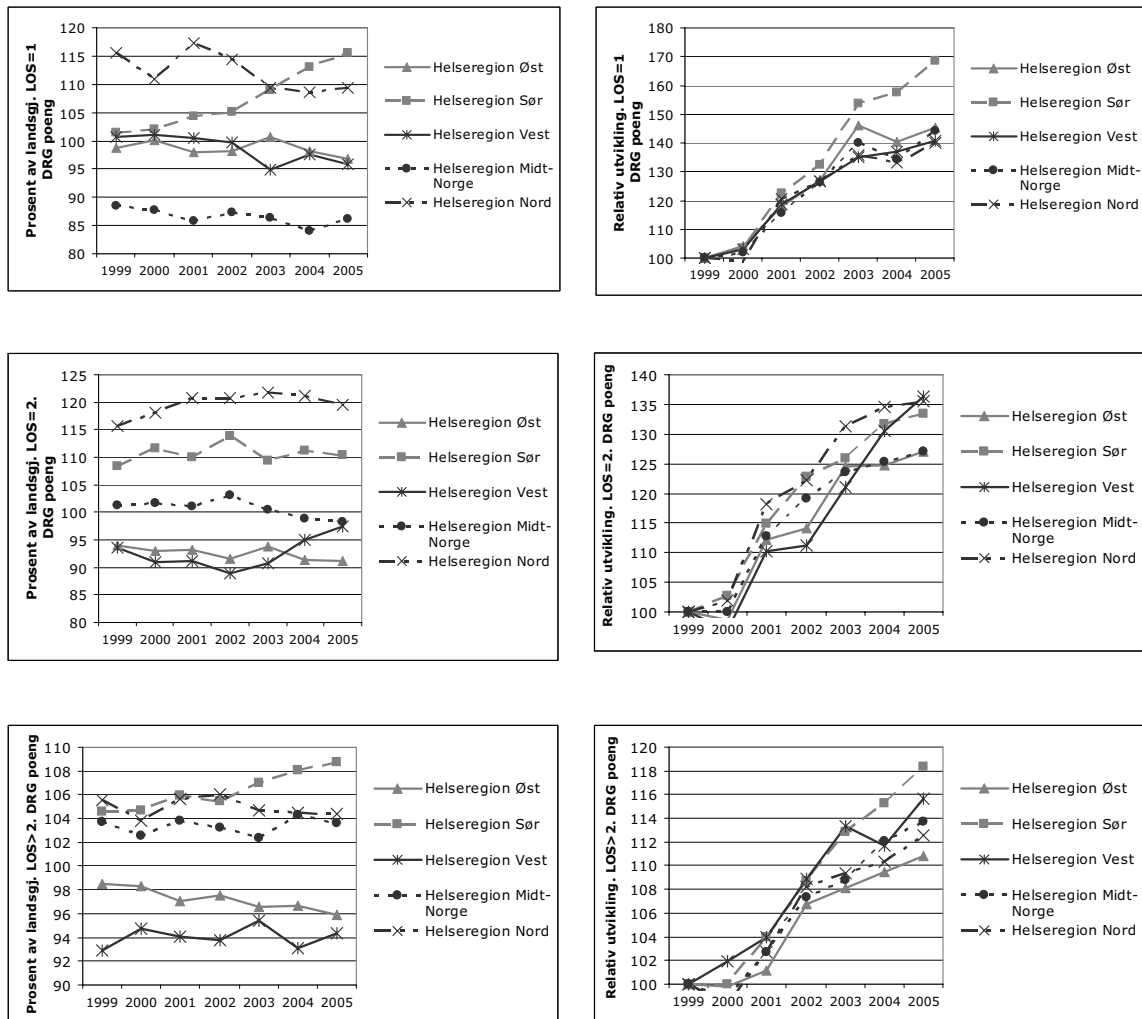 Prosent av landsgj. LOS=1
DRG poeng
120
115
110
105
100
95
90
85
80
1999 2000 2001 2002 2003 2004 2005
Helseregion Øst
Helseregion Sør
Helseregion Vest
Helseregion Midt-
Norge
Helseregion Nord
Relativ utvikling. LOS=1
DRG poeng
180
170
160
150
140
130
120
110
100
1999 2000 2001 2002 2003 2004 2005
Helseregion Øst
Helseregion Sør
Helseregion Vest
Helseregion Midt-
Norge
Helseregion Nord
Prosent av landsgj. LOS=2.
DRG poeng
125
120
115
110
105
100
95
90
85
80
1999 2000 2001 2002 2003 2004 2005
Helseregion Øst
Helseregion Sør
Helseregion Vest
Helseregion Midt-
Norge
Helseregion Nord
Relativ utvikling. LOS=2. DRG poeng
140
135
130
125
120
115
110
105
100
1999 2000 2001 2002 2003 2004 2005
Helseregion Øst
Helseregion Sør
Helseregion Vest
Helseregion Midt-
Norge
Helseregion Nord
Prosent av landsgj. LOS>2. DRG poeng
110
108
106
104
102
100
98
96
94
92
90
1999 2000 2001 2002 2003 2004 2005
Helseregion Øst
Helseregion Sør
Helseregion Vest
Helseregion Midt-
Norge
Helseregion Nord
Relativ utvikling. LOS>2. DRG poeng
120
118
116
114
112
110
108
106
104
102
100
1999 2000 2001 2002 2003 2004 2005
Helseregion Øst
Helseregion Sør
Helseregion Vest
Helseregion Midt-
Norge
Helseregion Nord